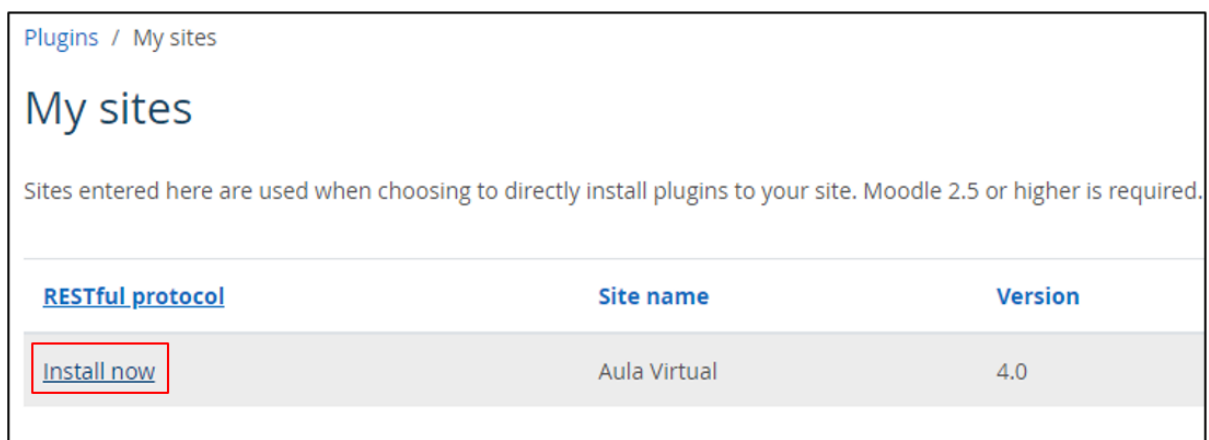 Plugins / My sites
My sites
Sites entered here are used when choosing to directly install plugins to your site. Moodle 2.5 or higher is required.
RESTful protocol Site name Version
Install now Aula Virtual 4.0